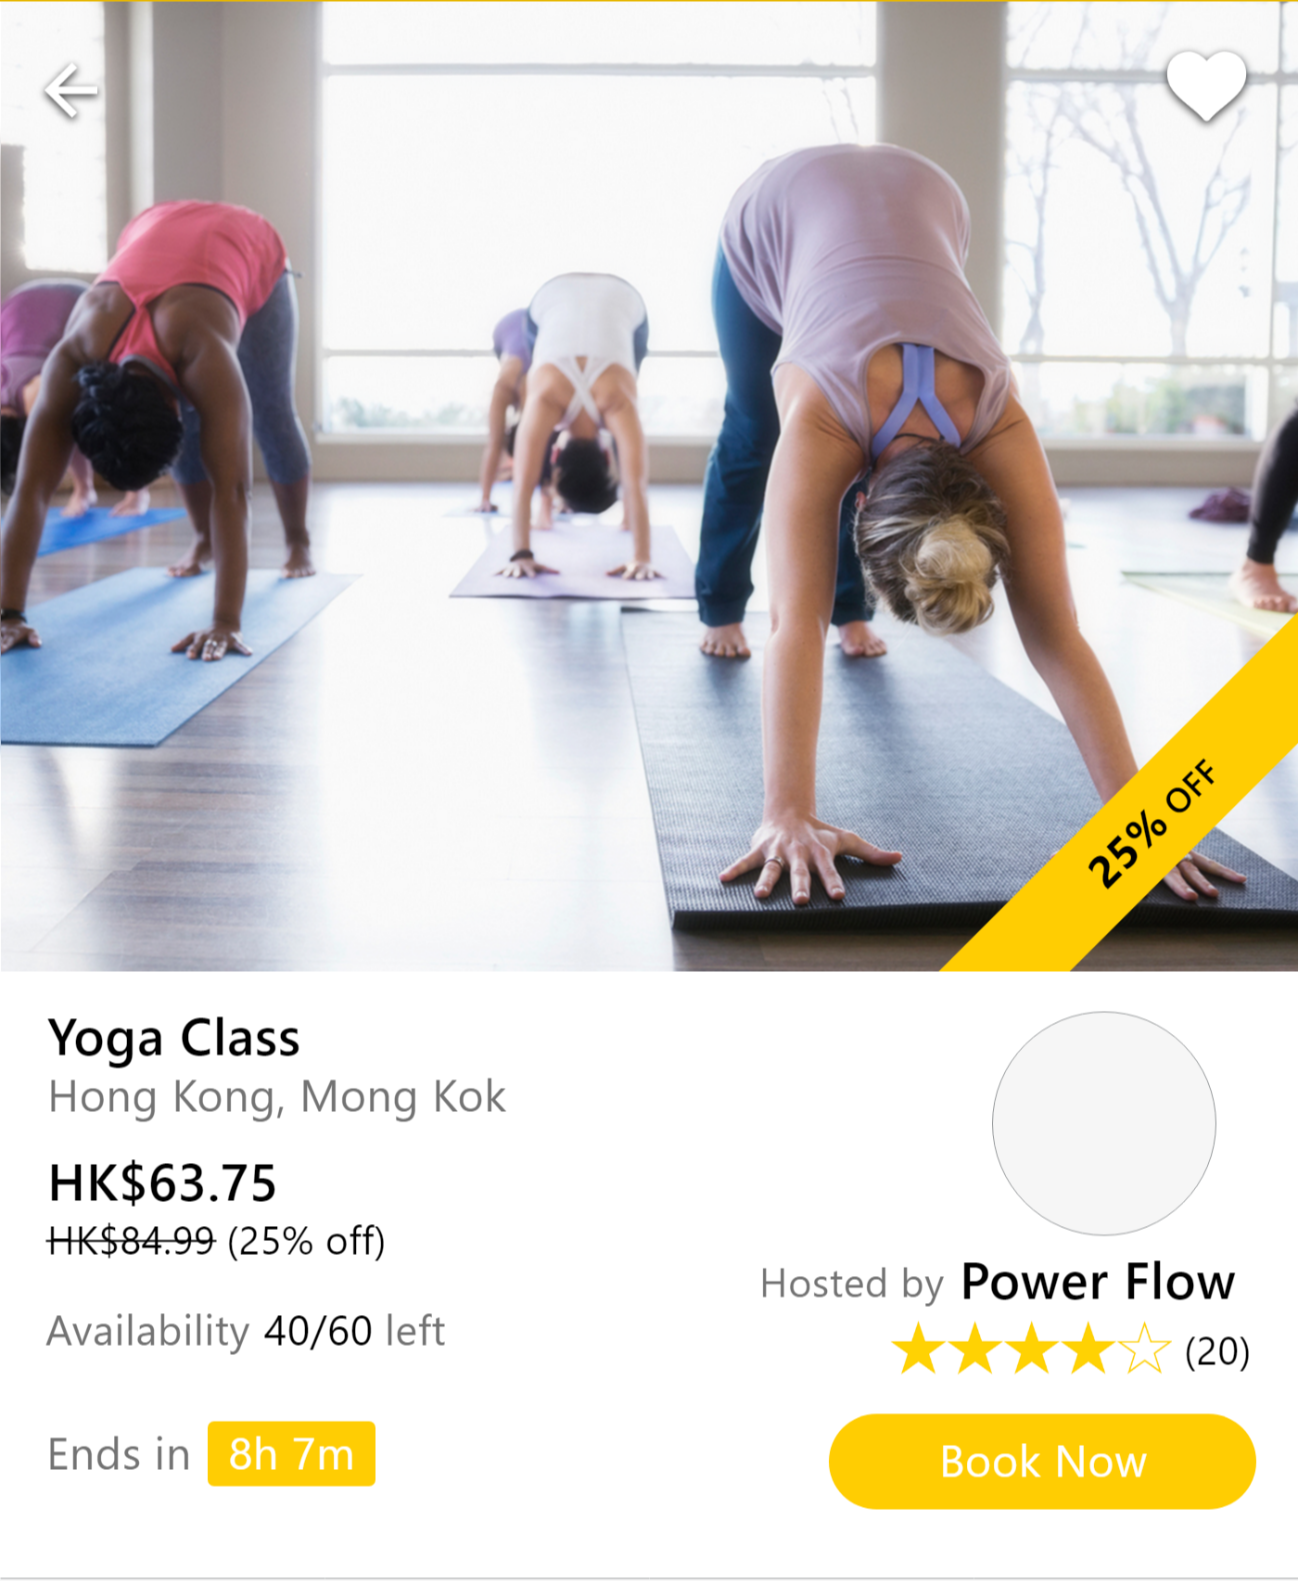 25% OFF
Yoga Class
Hong Kong, Mong Kok
HK$63.75
HK$84.99 (25% off)
Availability 40/60 left
Ends in 8h 7m
Hosted by Power Flow
(20)
Book Now